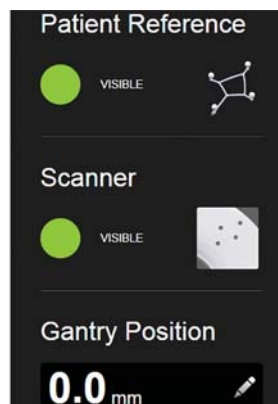 Patient Reference
VISIBLE
Scanner
VISIBLE
Gantry Position
0.0 mm